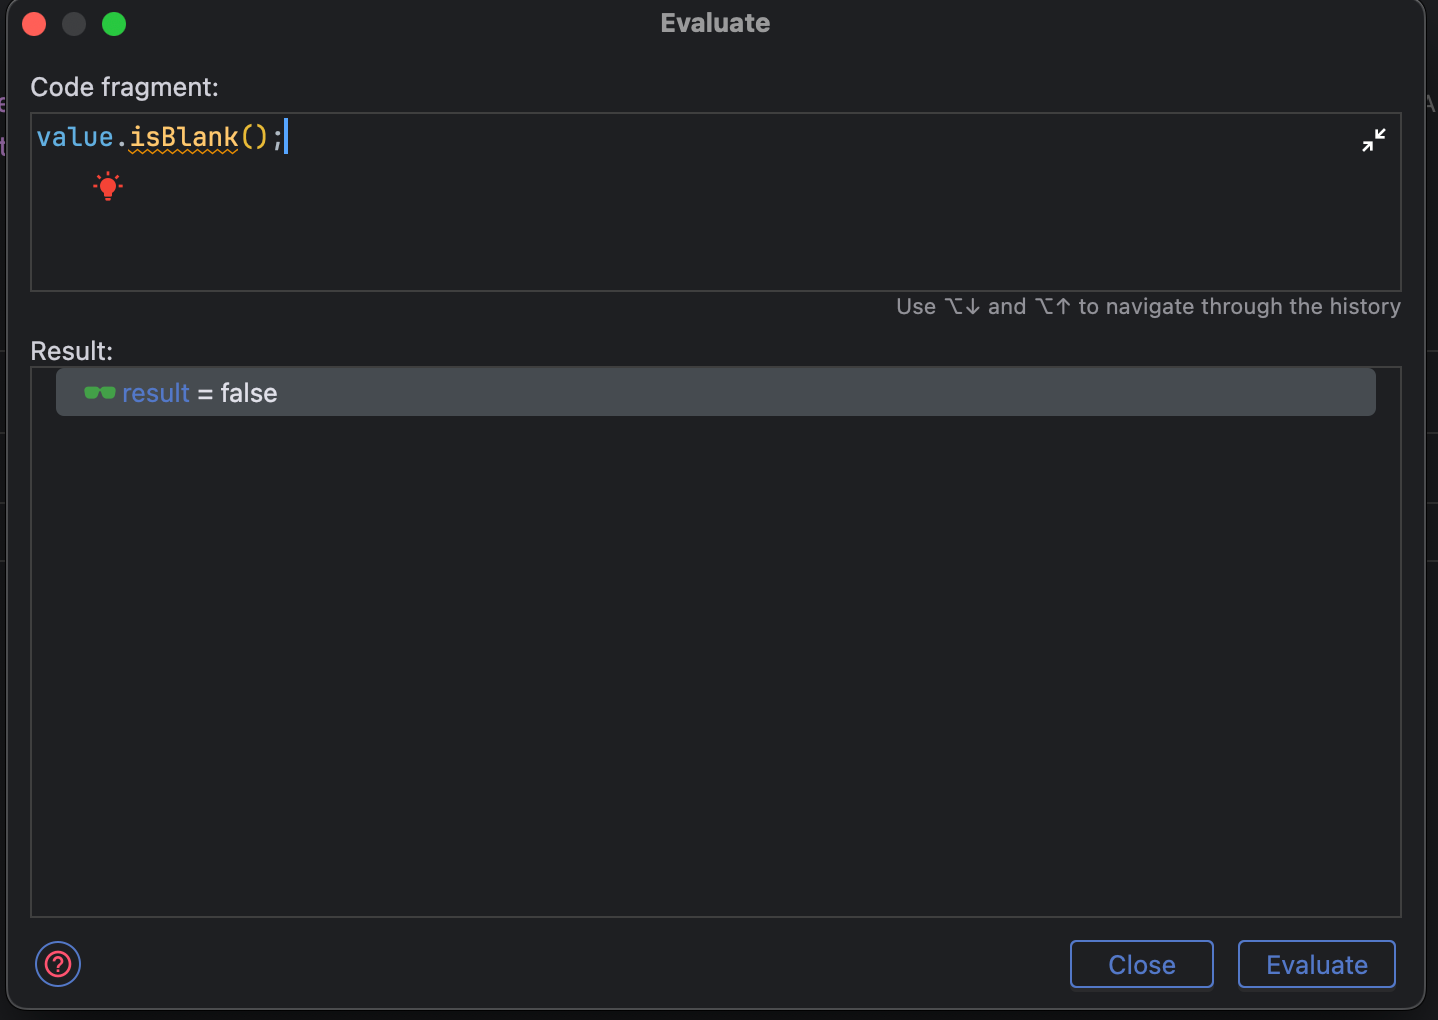 Evaluate
Code fragment:
value.isBlank();
Use ⌥↓ and ⌥↑ to navigate through the history
Result:
result = false
?
Close
Evaluate